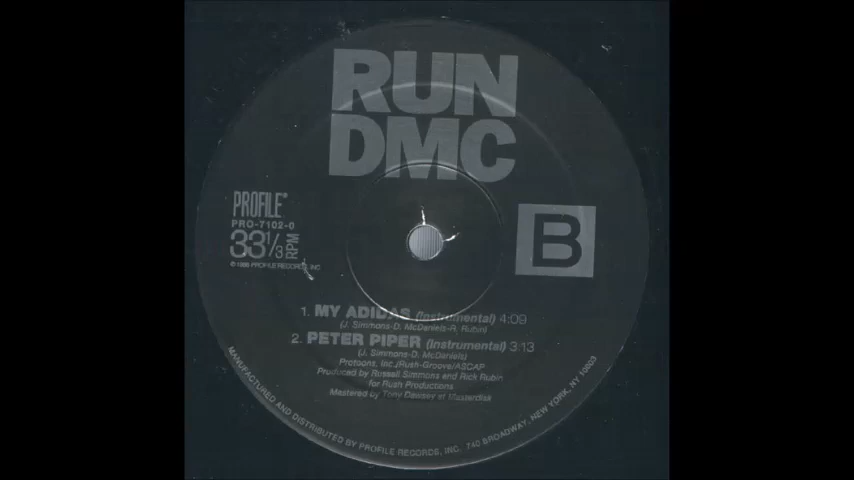 RUN
DMC
PROFILE®
PRO-7102-0
33 1/3 RPM
© 1986 PROFILE RECORDS, INC.
B
1. MY ADIDAS (Instrumental) 4:09
(J. Simmons-D. McDaniels-R. Rubin)
2. PETER PIPER (Instrumental) 3:13
(J. Simmons-D. McDaniels)
Protoons, Inc./Rush-Groove/ASCAP
Produced by Russell Simmons and Rick Rubin
for Rush Productions
Mastered by Tony Dawsey at Masterdisk
MANUFACTURED AND DISTRIBUTED BY PROFILE RECORDS, INC. 740 BROADWAY, NEW YORK, NY 10003